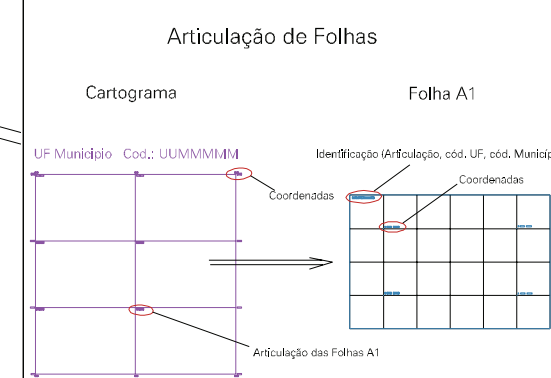 Articulação de Folhas
Cartograma
Folha A1
UF Municipio Cod.: UUMMMMM
Identificação (Articulação, cód. UF, cód. Municíp
Coordenadas
Coordenadas
Articulação das Folhas A1